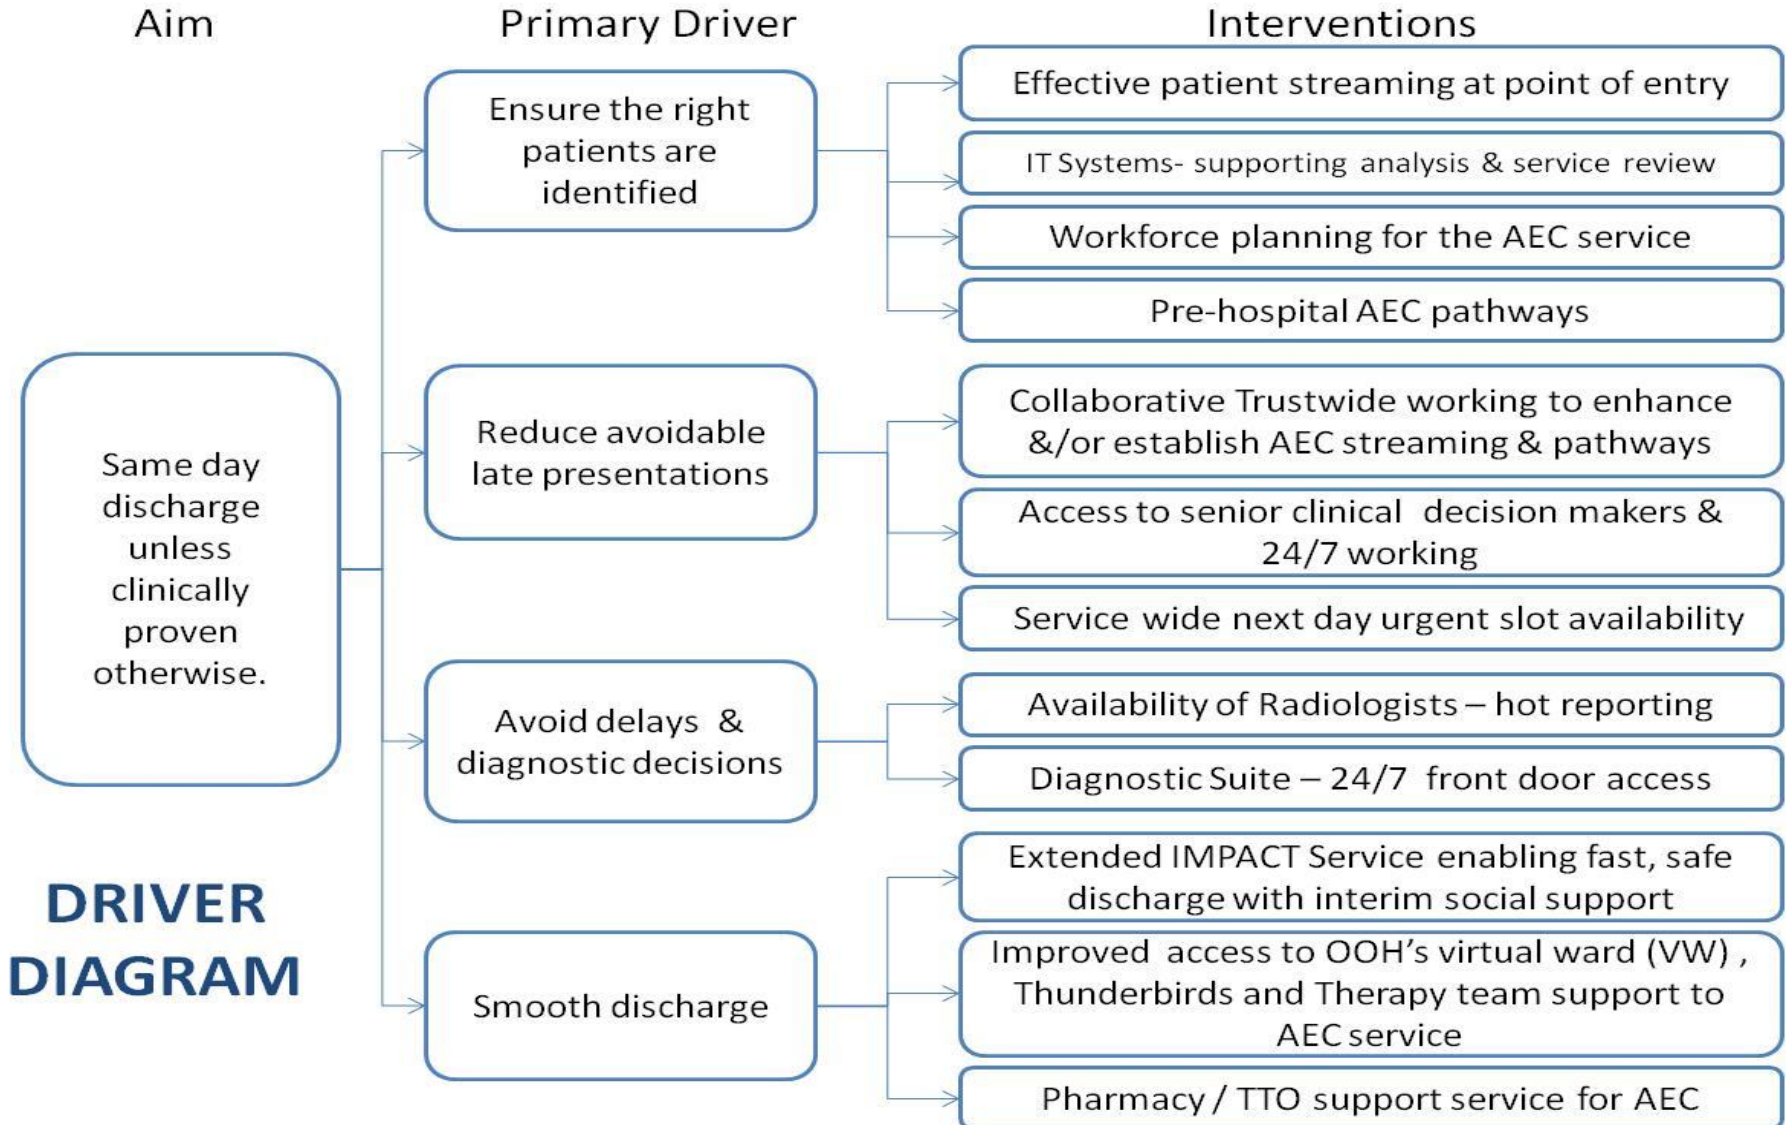 Aim
Primary Driver
Interventions
Same day
discharge
unless
clinically
proven
otherwise.
DRIVER
DIAGRAM
Ensure the right
patients are
identified
Effective patient streaming at point of entry
IT Systems- supporting analysis & service review
Workforce planning for the AEC service
Pre-hospital AEC pathways
Reduce avoidable
late presentations
Collaborative Trustwide working to enhance
&/or establish AEC streaming & pathways
Access to senior clinical decision makers &
24/7 working
Service wide next day urgent slot availability
Avoid delays &
diagnostic decisions
Availability of Radiologists – hot reporting
Diagnostic Suite – 24/7 front door access
Smooth discharge
Extended IMPACT Service enabling fast, safe
discharge with interim social support
Improved access to OOH’s virtual ward (VW) ,
Thunderbirds and Therapy team support to
AEC service
Pharmacy / TTO support service for AEC